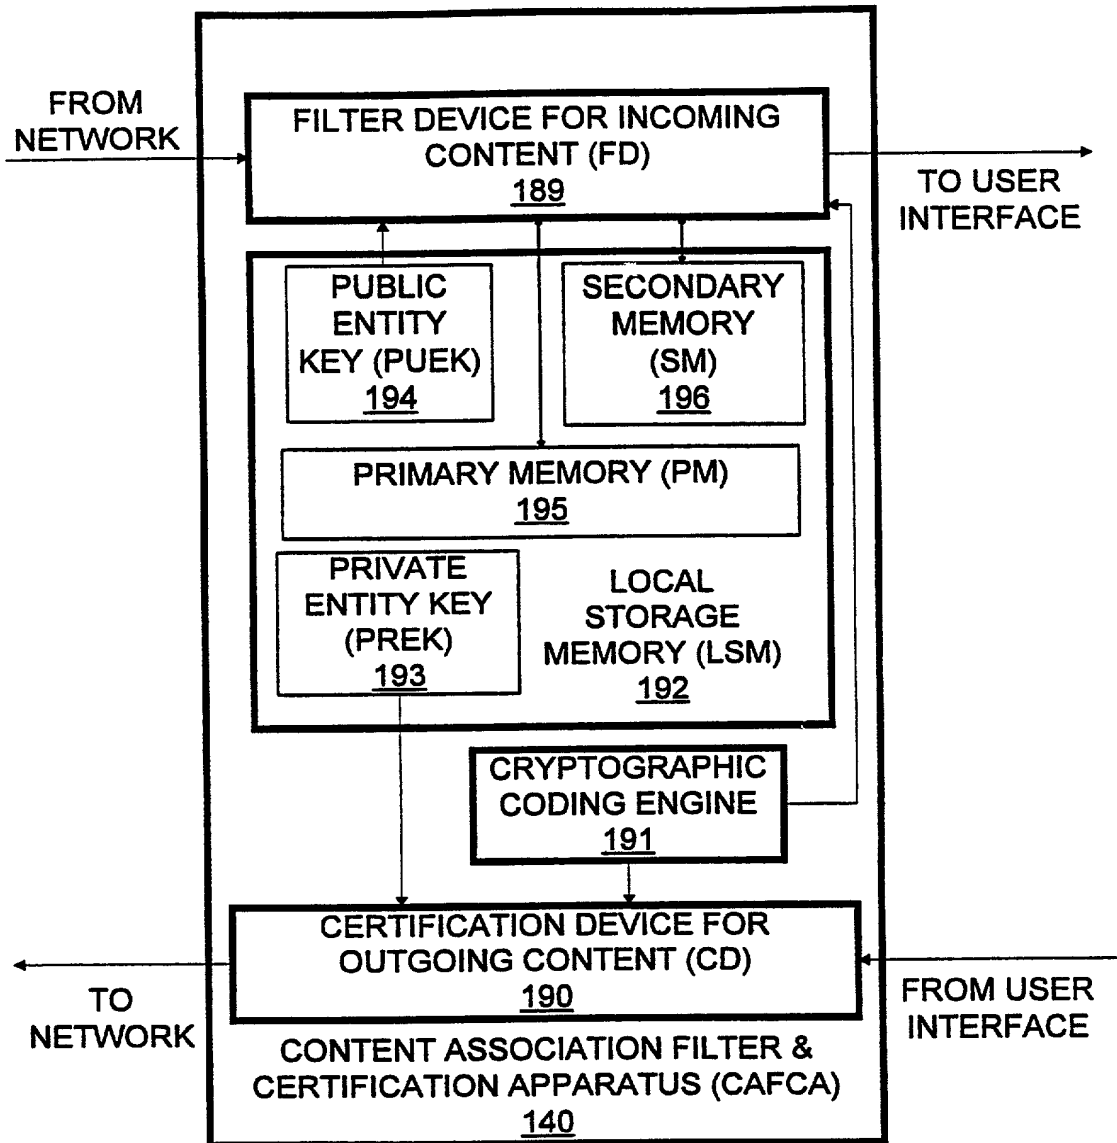 FROM
NETWORK
FILTER DEVICE FOR INCOMING
CONTENT (FD)
189
TO USER
INTERFACE
PUBLIC
ENTITY
KEY (PUEK)
194
SECONDARY
MEMORY
(SM)
196
PRIMARY MEMORY (PM)
195
PRIVATE
ENTITY KEY
(PREK)
193
LOCAL
STORAGE
MEMORY (LSM)
192
CRYPTOGRAPHIC
CODING ENGINE
191
CERTIFICATION DEVICE FOR
OUTGOING CONTENT (CD)
190
TO
NETWORK
FROM USER
INTERFACE
CONTENT ASSOCIATION FILTER &
CERTIFICATION APPARATUS (CAFCA)
140